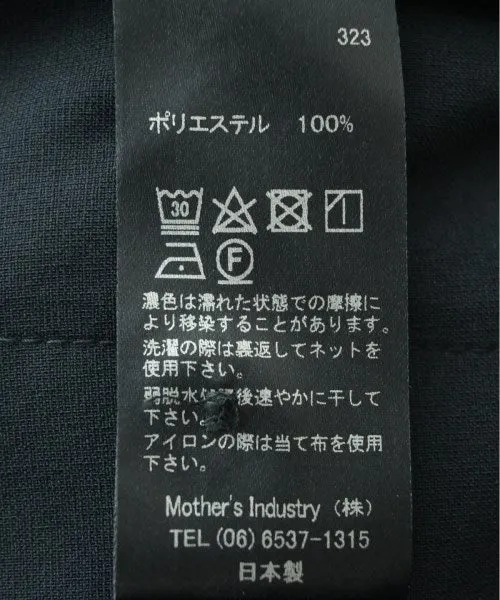 323
ポリエステル 100%
30
F
濃色は濡れた状態での摩擦に
より移染することがあります。
洗濯の際は裏返してネットを
使用下さい。
弱脱水 後速やかに干して
下さい。
アイロンの際は当て布を使用
下さい。
Mother's Industry (株)
TEL (06) 6537-1315
日本製